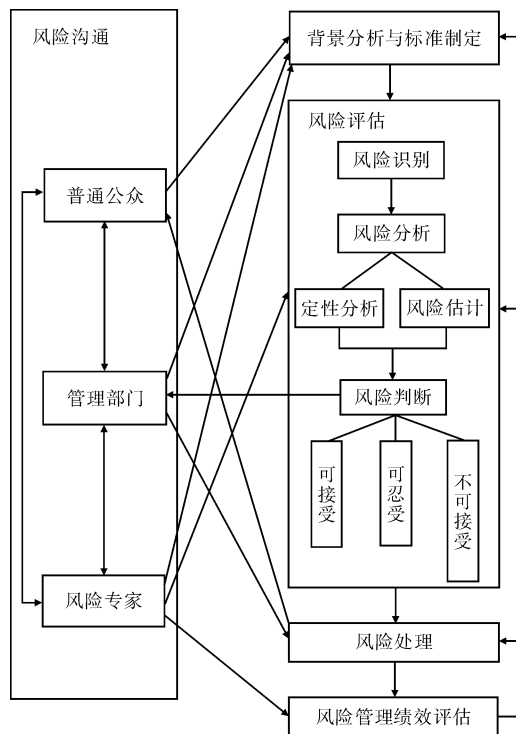 风险沟通
普通公众
管理部门
风险专家
背景分析与标准制定
风险评估
风险识别
风险分析
定性分析
风险估计
风险判断
可接受
可忍受
不可接受
风险处理
风险管理绩效评估